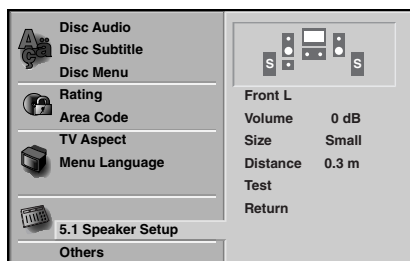 Disc Audio
Disc Subtitle
Disc Menu
Rating
Area Code
TV Aspect
Menu Language
5.1 Speaker Setup
Others
S S
Front L
Volume 0 dB
Size Small
Distance 0.3 m
Test
Return
Aä
ç